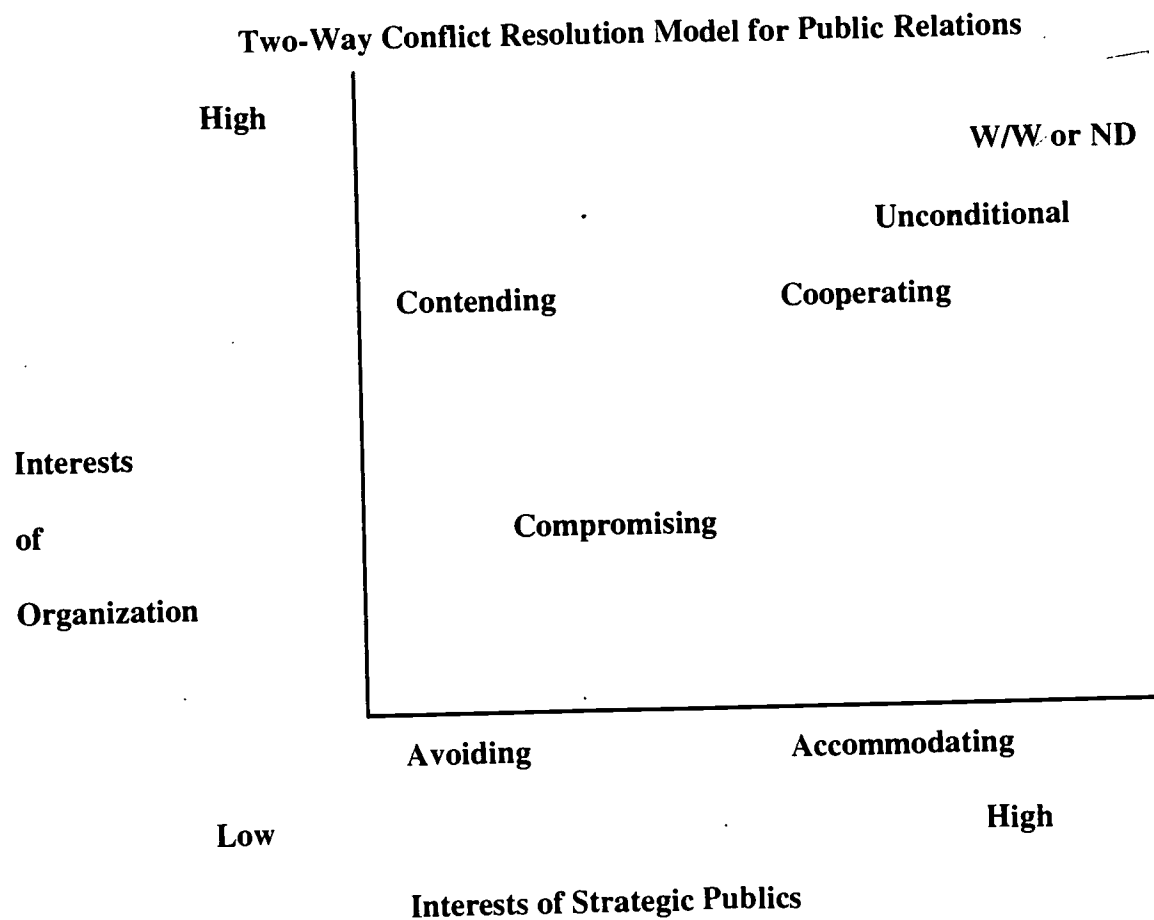 Two-Way Conflict Resolution Model for Public Relations
High
W/W or ND
Unconditional
Contending
Cooperating
Interests
of
Organization
Compromising
Avoiding
Accommodating
Low
High
Interests of Strategic Publics